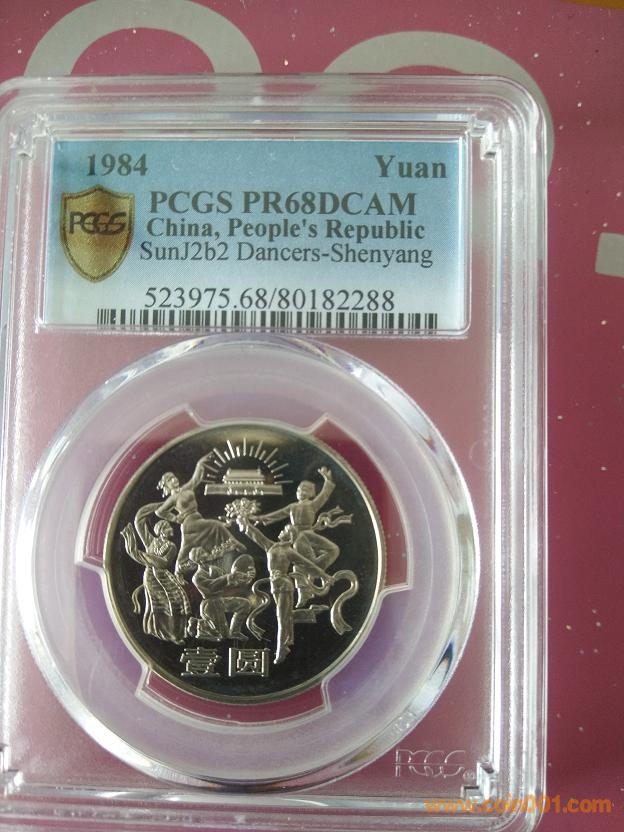 1984 Yuan
PCGS PR68DCAM
PCGS
China, People's Republic
SunJ2b2 Dancers-Shenyang
523975.68/80182288
壹圆
PCGS
www.coin001.com